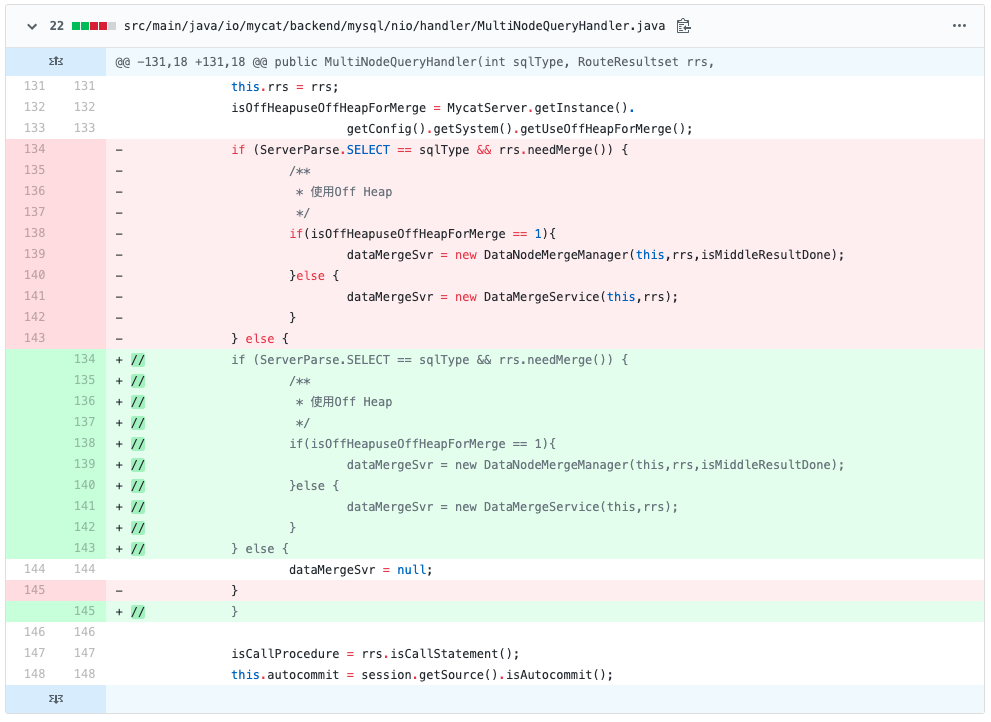 22 src/main/java/io/mycat/backend/mysql/nio/handler/MultiNodeQueryHandler.java
@@ -131,18 +131,18 @@ public MultiNodeQueryHandler(int sqlType, RouteResultset rrs,
131 131 this.rrs = rrs;
132 132 isOffHeapuseOffHeapForMerge = MycatServer.getInstance().
133 133 getConfig().getSystem().getUseOffHeapForMerge();
134 - if (ServerParse.SELECT == sqlType && rrs.needMerge()) {
135 - /**
136 - * 使用Off Heap
137 - */
138 - if(isOffHeapuseOffHeapForMerge == 1){
139 - dataMergeSvr = new DataNodeMergeManager(this,rrs,isMiddleResultDone);
140 - }else {
141 - dataMergeSvr = new DataMergeService(this,rrs);
142 - }
143 - } else {
134 + // if (ServerParse.SELECT == sqlType && rrs.needMerge()) {
135 + // /**
136 + // * 使用Off Heap
137 + // */
138 + // if(isOffHeapuseOffHeapForMerge == 1){
139 + // dataMergeSvr = new DataNodeMergeManager(this,rrs,isMiddleResultDone);
140 + // }else {
141 + // dataMergeSvr = new DataMergeService(this,rrs);
142 + // }
143 + // } else {
144 144 dataMergeSvr = null;
145 - }
145 + // }
146 146
147 147 isCallProcedure = rrs.isCallStatement();
148 148 this.autocommit = session.getSource().isAutocommit();